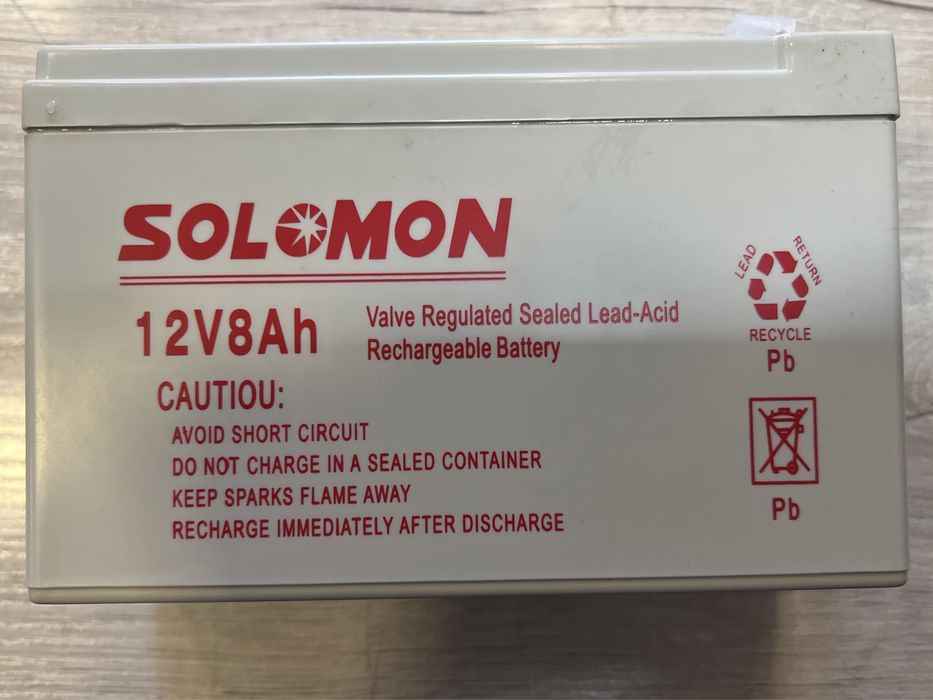 SOLOMON
12V8Ah
Valve Regulated Sealed Lead-Acid
Rechargeable Battery
CAUTIOU:
AVOID SHORT CIRCUIT
DO NOT CHARGE IN A SEALED CONTAINER
KEEP SPARKS FLAME AWAY
RECHARGE IMMEDIATELY AFTER DISCHARGE
LEAD
RETURN
RECYCLE
Pb
Pb